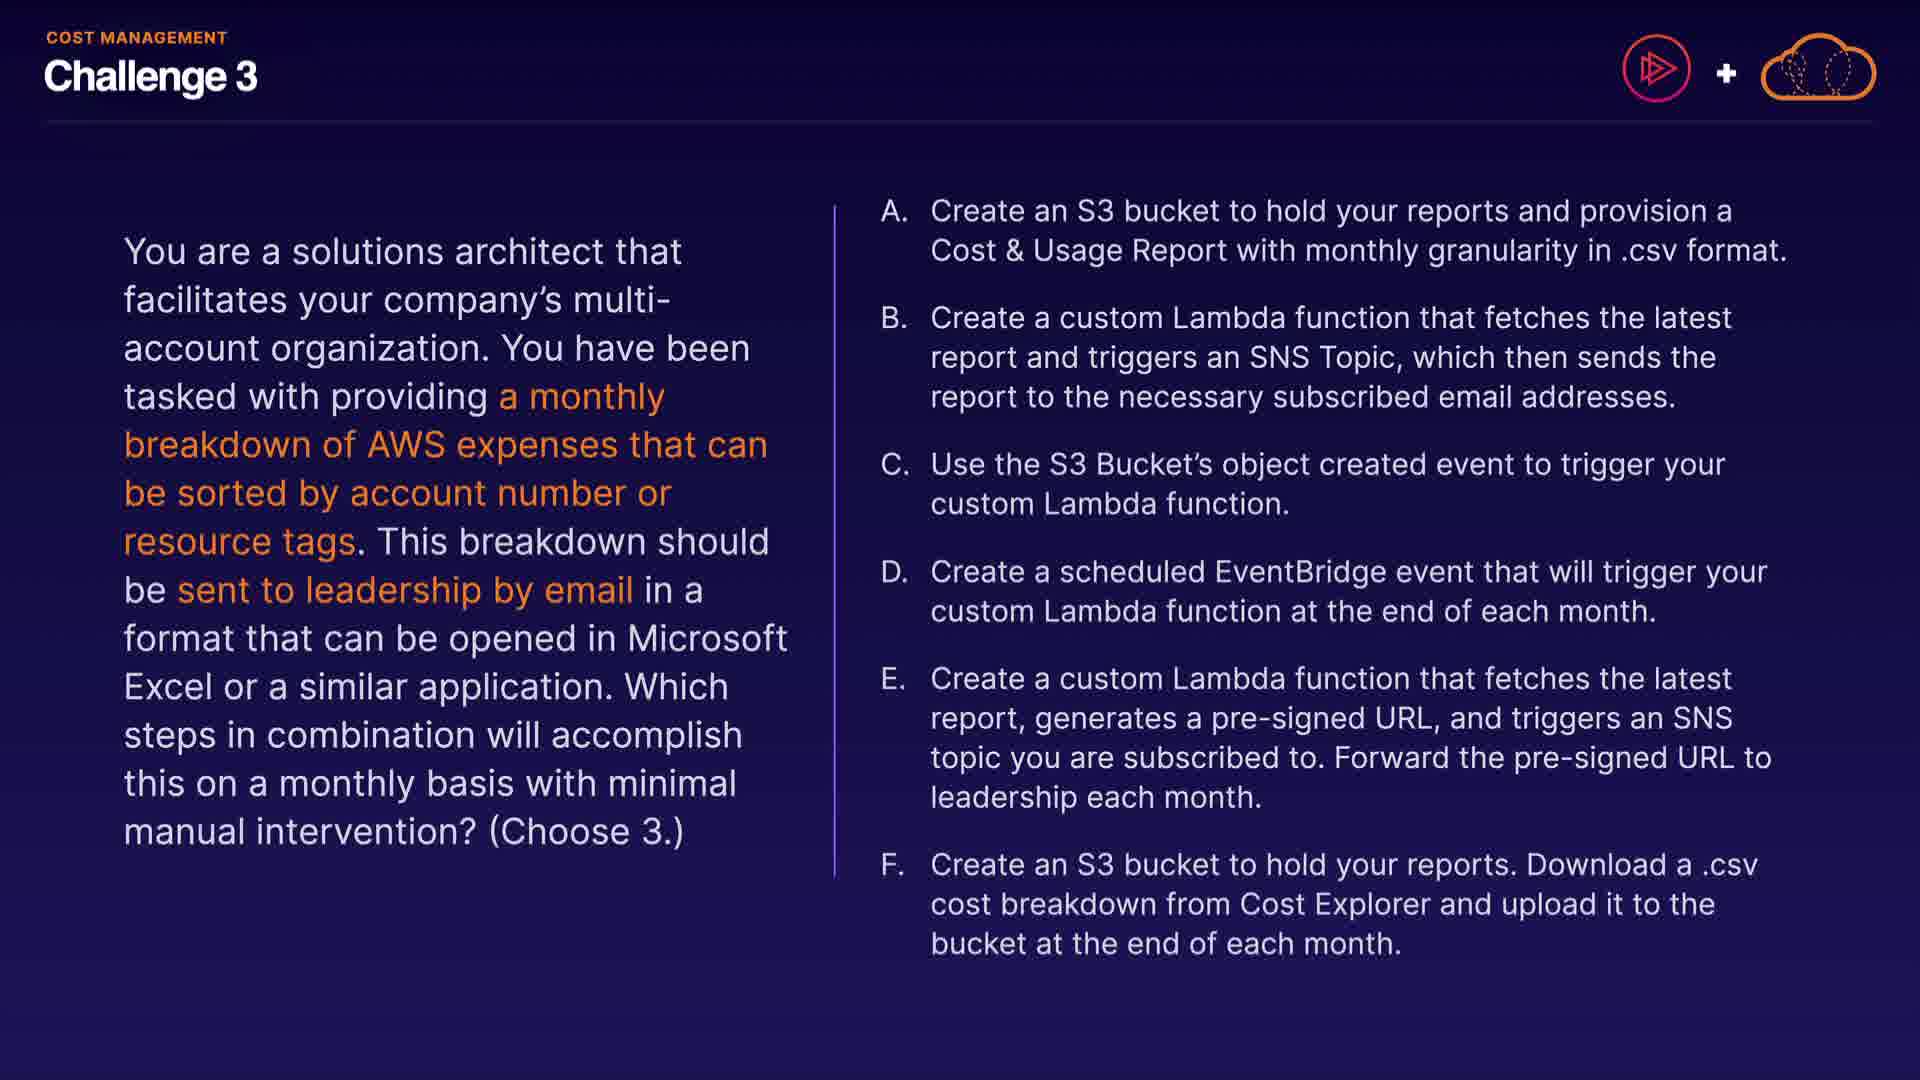 COST MANAGEMENT
Challenge 3
You are a solutions architect that
facilitates your company’s multi-
account organization. You have been
tasked with providing a monthly
breakdown of AWS expenses that can
be sorted by account number or
resource tags. This breakdown should
be sent to leadership by email in a
format that can be opened in Microsoft
Excel or a similar application. Which
steps in combination will accomplish
this on a monthly basis with minimal
manual intervention? (Choose 3.)
A. Create an S3 bucket to hold your reports and provision a
Cost & Usage Report with monthly granularity in .csv format.
B. Create a custom Lambda function that fetches the latest
report and triggers an SNS Topic, which then sends the
report to the necessary subscribed email addresses.
C. Use the S3 Bucket’s object created event to trigger your
custom Lambda function.
D. Create a scheduled EventBridge event that will trigger your
custom Lambda function at the end of each month.
E. Create a custom Lambda function that fetches the latest
report, generates a pre-signed URL, and triggers an SNS
topic you are subscribed to. Forward the pre-signed URL to
leadership each month.
F. Create an S3 bucket to hold your reports. Download a .csv
cost breakdown from Cost Explorer and upload it to the
bucket at the end of each month.